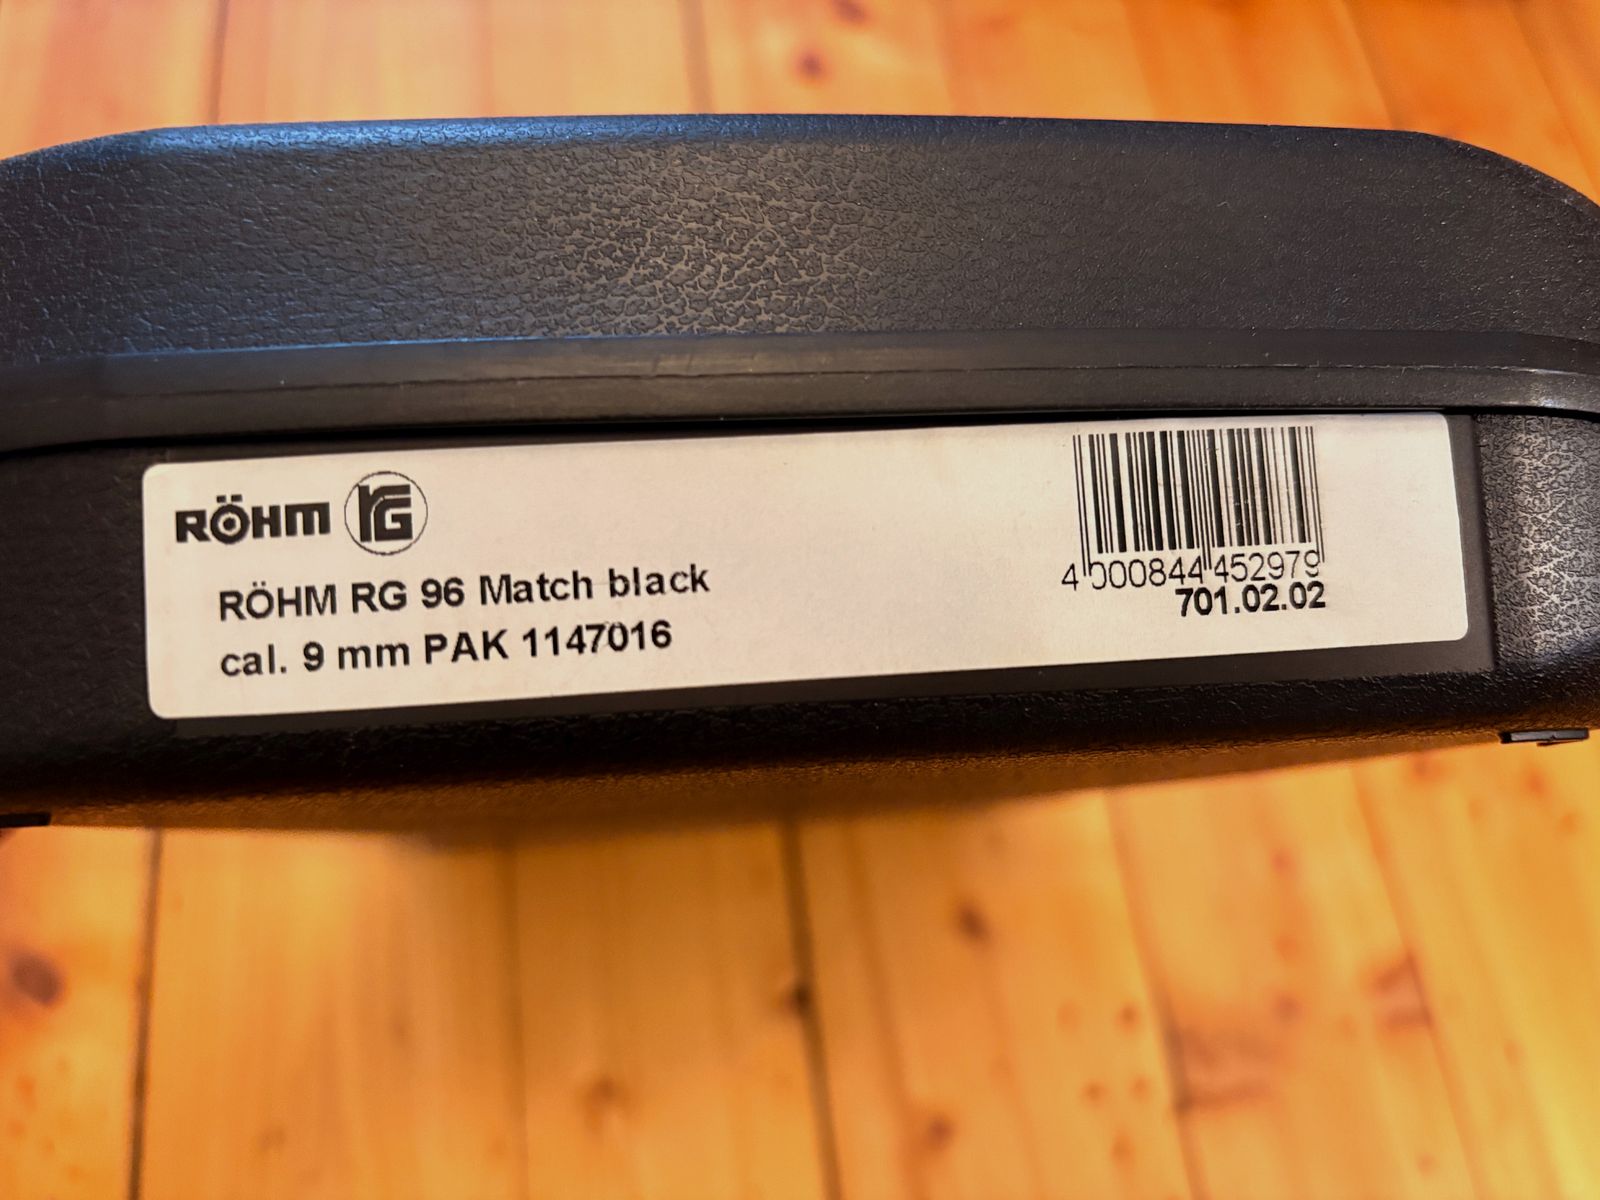 RÖHM RG
RÖHM RG 96 Match black
cal. 9 mm PAK 1147016
4 000844 452979
701.02.02